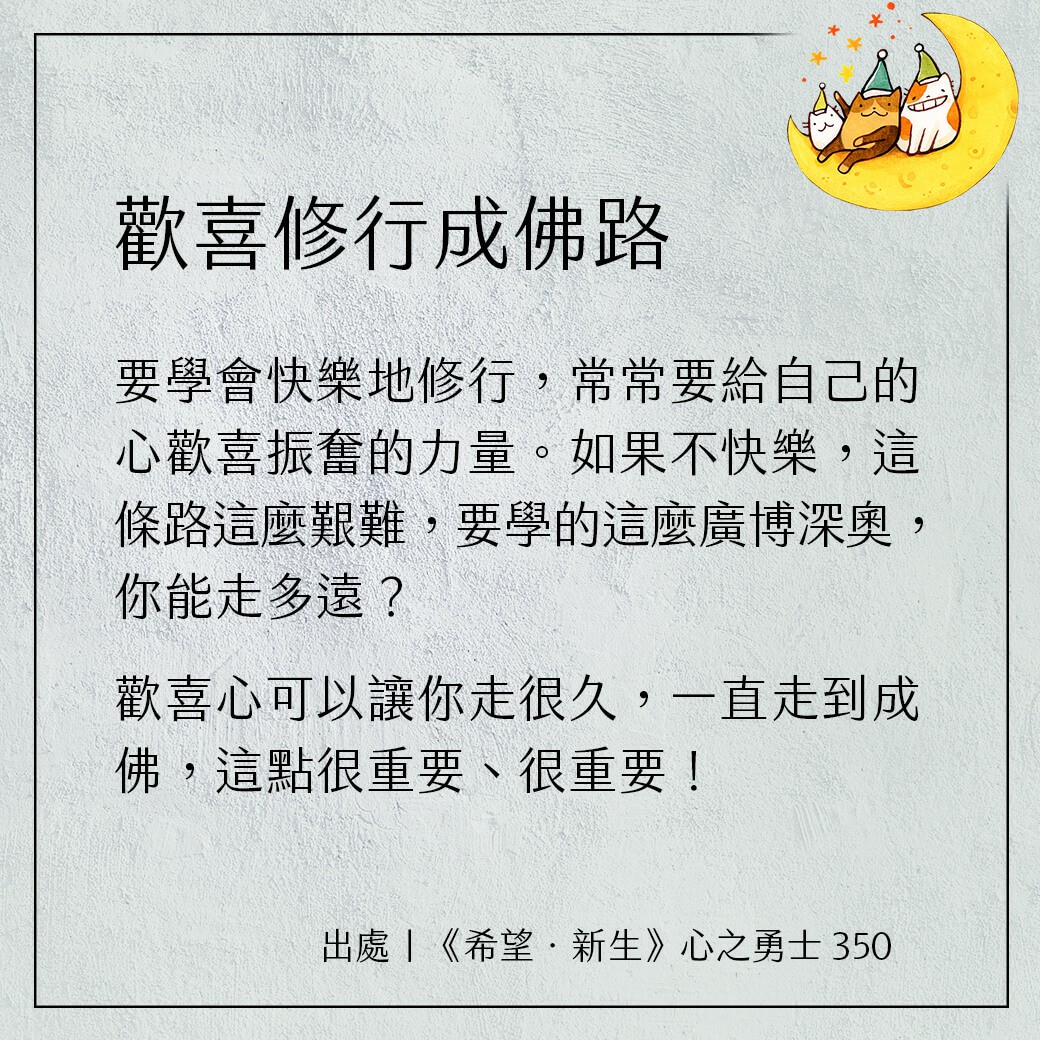 歡喜修行成佛路
要學會快樂地修行，常常要給自己的
心歡喜振奮的力量。如果不快樂，這
條路這麼艱難，要學的這麼廣博深奧，
你能走多遠？
歡喜心可以讓你走很久，一直走到成
佛，這點很重要、很重要！
出處｜《希望．新生》心之勇士 350